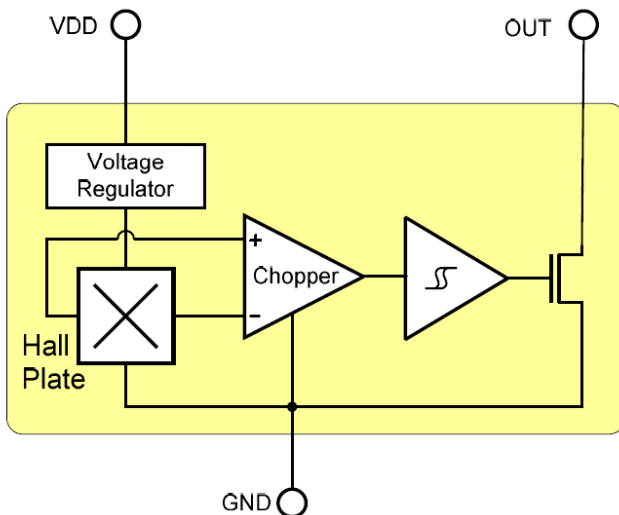 VDD
OUT
Voltage
Regulator
+
Chopper
−
Hall
Plate
GND